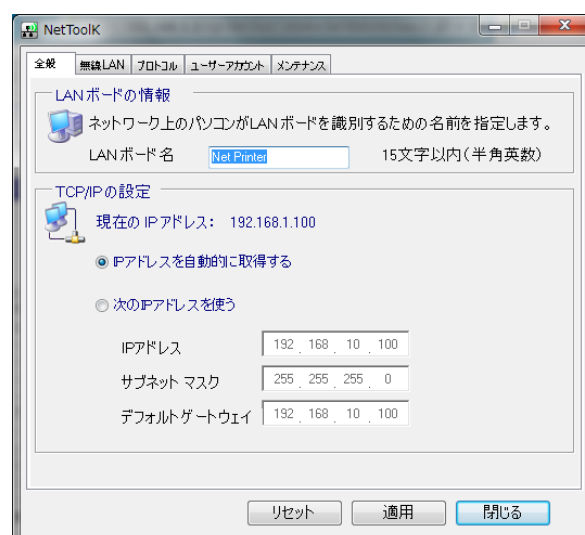 NetToolK
全般 無線LAN プロトコル ユーザーアカウント メンテナンス
LANボードの情報
ネットワーク上のパソコンがLANボードを識別するための名前を指定します。
LANボード名 Net Printer 15文字以内(半角英数)
TCP/IPの設定
現在のIPアドレス： 192.168.1.100
IPアドレスを自動的に取得する
次のIPアドレスを使う
IPアドレス 192 . 168 . 10 . 100
サブネット マスク 255 . 255 . 255 . 0
デフォルトゲートウェイ 192 . 168 . 10 . 100
リセット 適用 閉じる